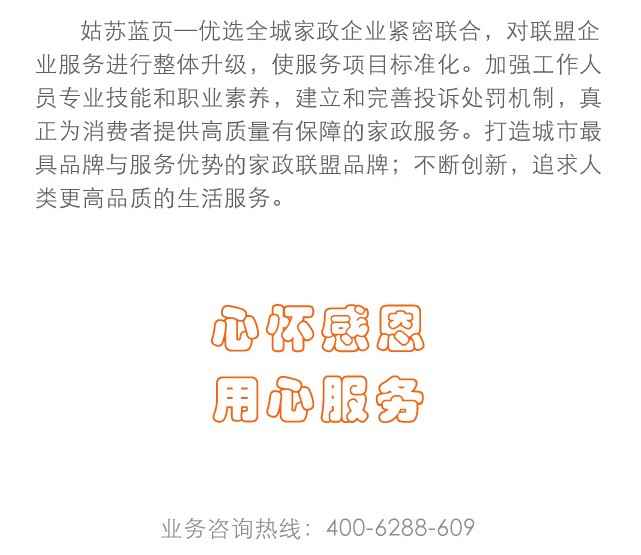 姑苏蓝页—优选全城家政企业紧密联合，对联盟企
业服务进行整体升级，使服务项目标准化。加强工作人
员专业技能和职业素养，建立和完善投诉处罚机制，真
正为消费者提供高质量有保障的家政服务。打造城市最
具品牌与服务优势的家政联盟品牌；不断创新，追求人
类更高品质的生活服务。
心怀感恩
用心服务
业务咨询热线：400-6288-609